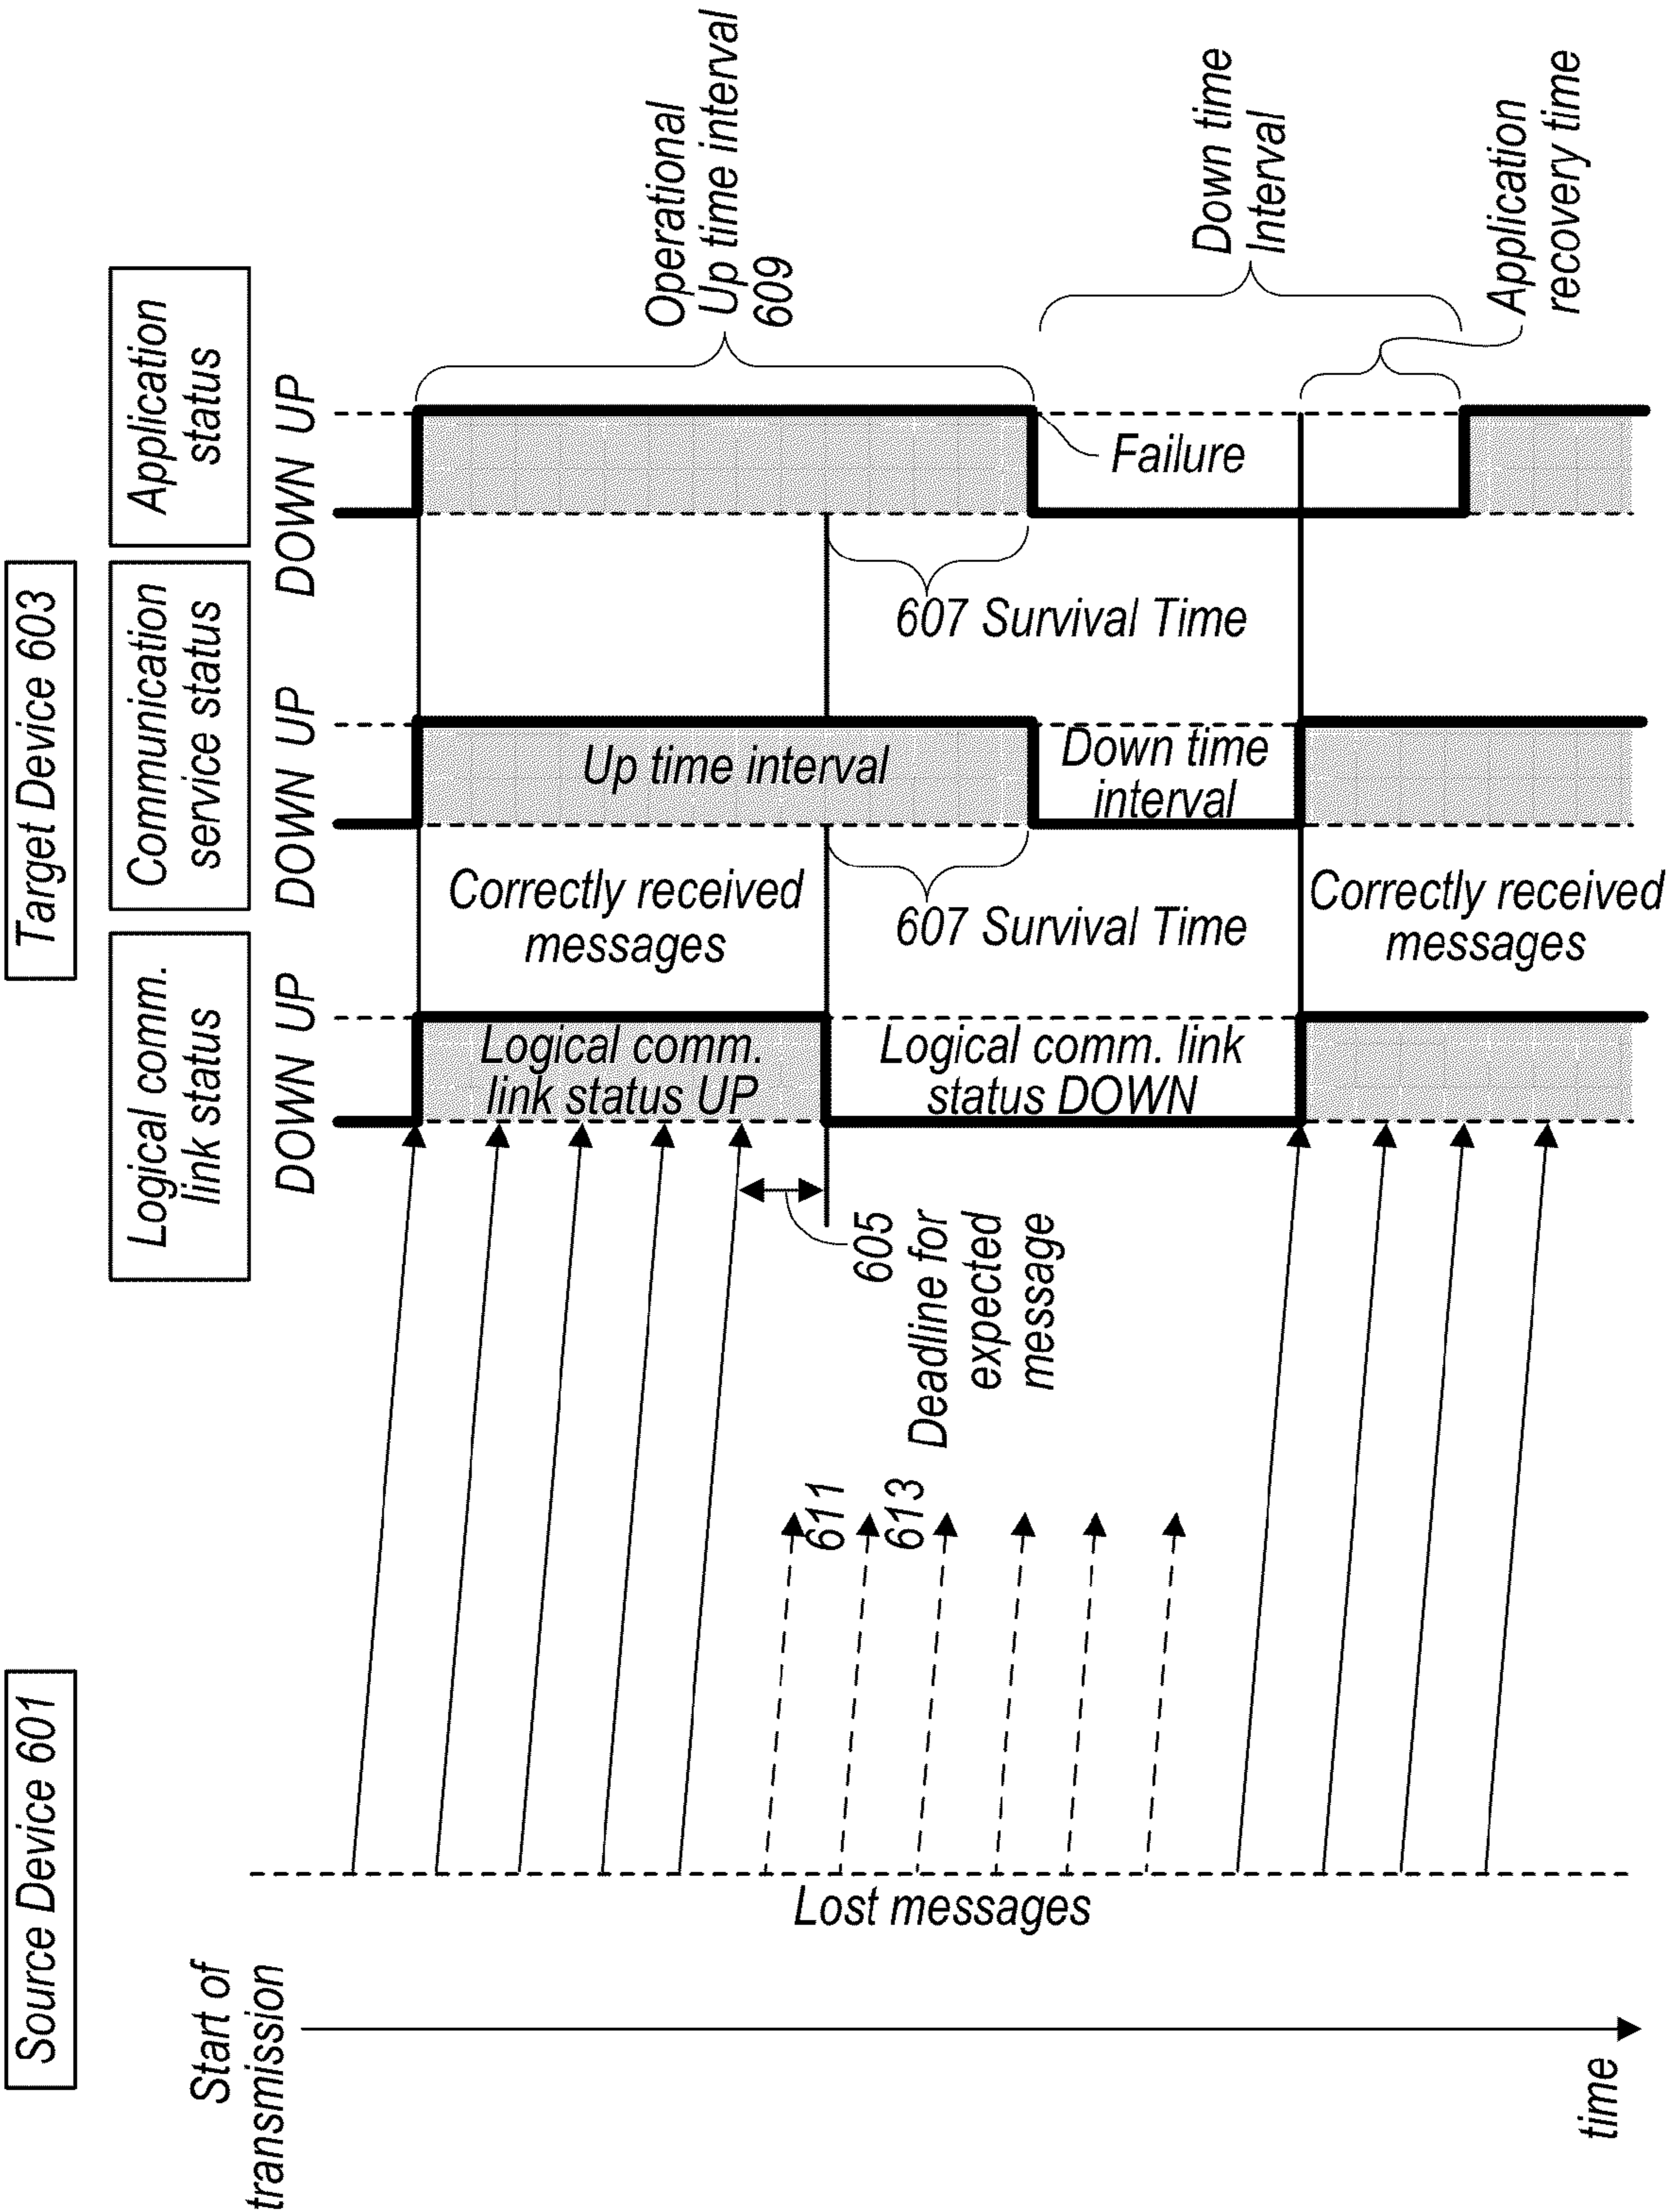 Source Device 601
Target Device 603
Start of
transmission
time
Lost messages
611
613
605
Deadline for
expected
message
Logical comm.
link status
DOWN UP
Logical comm.
link status UP
Logical comm. link
status DOWN
Correctly received
messages
607 Survival Time
Correctly received
messages
Communication
service status
DOWN UP
Up time interval
Down time
interval
607 Survival Time
Application
status
DOWN UP
Failure
Operational
Up time interval
609
Down time
Interval
Application
recovery time